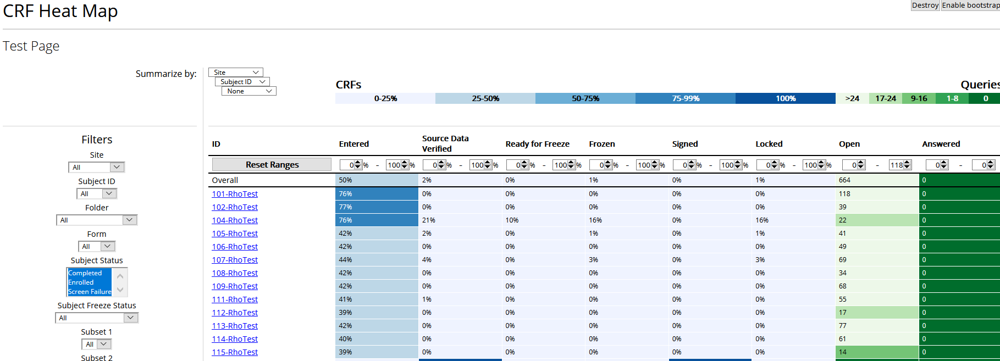 CRF Heat Map
Destroy Enable bootstrap
Test Page
Summarize by:
Site
Subject ID
None
CRFs
Queries
0-25% 25-50% 50-75% 75-99% 100% >24 17-24 9-16 1-8 0
Filters
Site
All
Subject ID
All
Folder
All
Form
All
Subject Status
Completed
Enrolled
Screen Failure
Subject Freeze Status
All
Subset 1
All
Subset 2
ID Entered Source Data Verified Ready for Freeze Frozen Signed Locked Open Answered
Reset Ranges 0 % - 100 % 0 % - 100 % 0 % - 100 % 0 % - 100 % 0 % - 100 % 0 % - 100 % 0 - 118 0 - 0
Overall 50% 2% 0% 1% 0% 1% 664 0
101-RhoTest 76% 0% 0% 0% 0% 0% 118 0
102-RhoTest 77% 0% 0% 0% 0% 0% 39 0
104-RhoTest 76% 21% 10% 16% 0% 16% 22 0
105-RhoTest 42% 2% 0% 1% 0% 1% 41 0
106-RhoTest 42% 0% 0% 0% 0% 0% 49 0
107-RhoTest 44% 4% 0% 3% 0% 3% 69 0
108-RhoTest 42% 0% 0% 0% 0% 0% 34 0
109-RhoTest 42% 0% 0% 0% 0% 0% 68 0
111-RhoTest 41% 1% 0% 0% 0% 0% 55 0
112-RhoTest 39% 0% 0% 0% 0% 0% 17 0
113-RhoTest 42% 0% 0% 0% 0% 0% 77 0
114-RhoTest 40% 0% 0% 0% 0% 0% 61 0
115-RhoTest 39% 0% 0% 0% 0% 0% 14 0